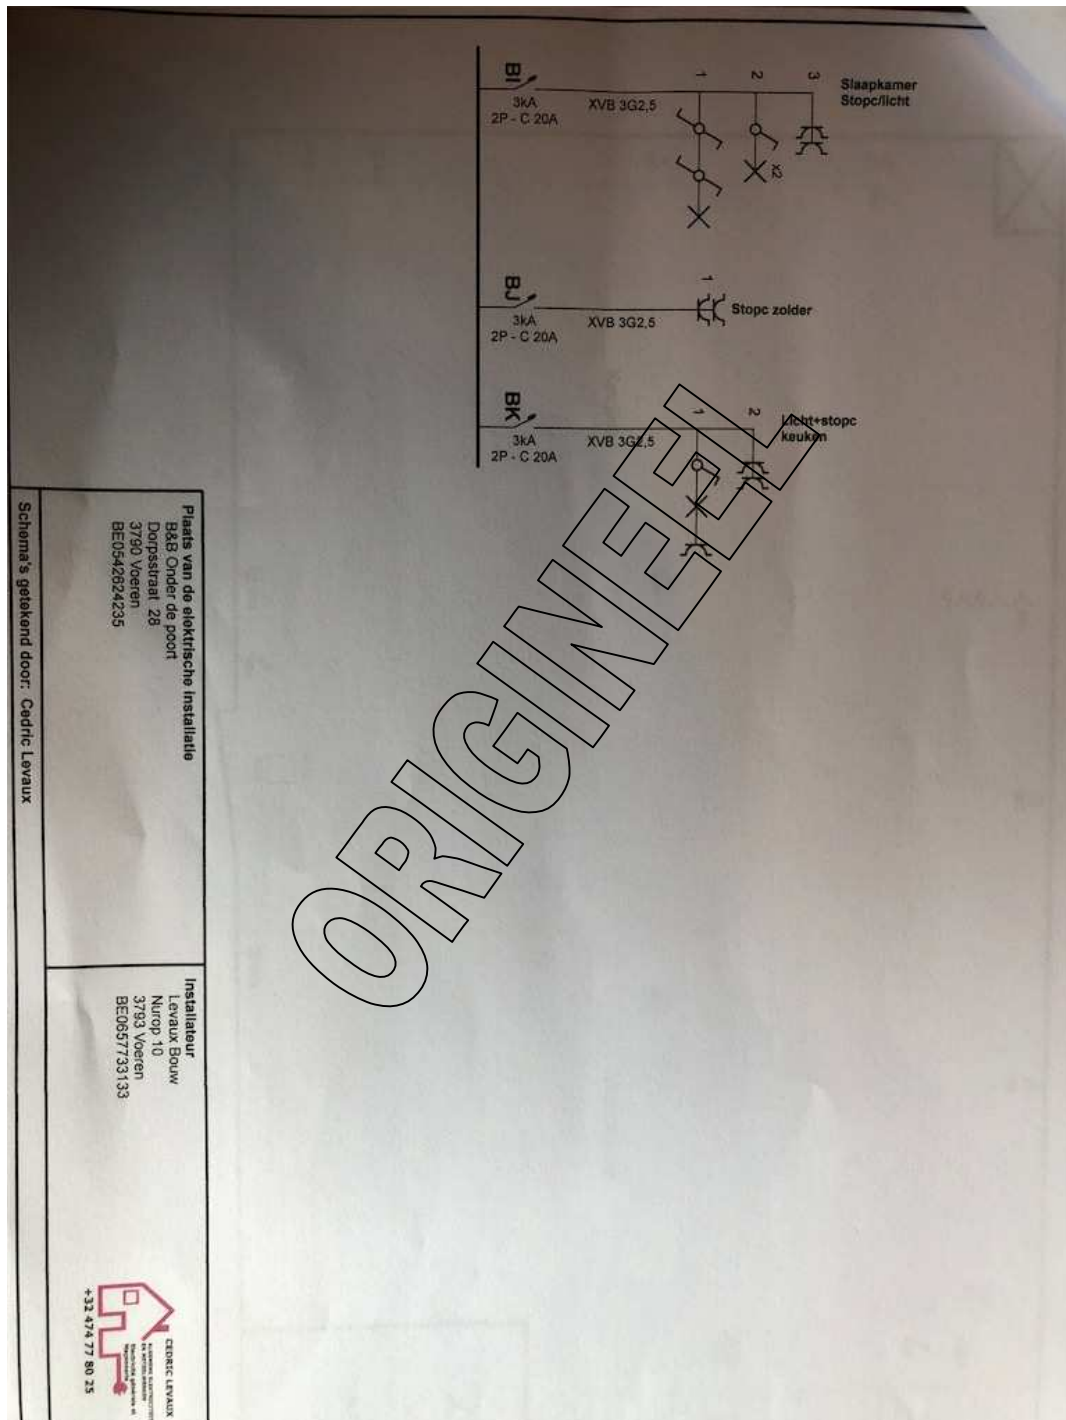 BI
3kA
2P - C 20A
XVB 3G2,5
1
2
3
Slaapkamer
Stopc/licht
x2
BJ
3kA
2P - C 20A
XVB 3G2,5
1
Stopc zolder
BK
3kA
2P - C 20A
XVB 3G2,5
1
2
Licht+stopc
keuken
ORIGINEEL
Plaats van de elektrische installatie
B&B Onder de poort
Dorpsstraat 28
3790 Voeren
BE0542624235
Installateur
Levaux Bouw
Nurop 10
3793 Voeren
BE0657733133
CEDRIC LEVAUX
+32 474 77 80 25
Schema's getekend door: Cedric Levaux